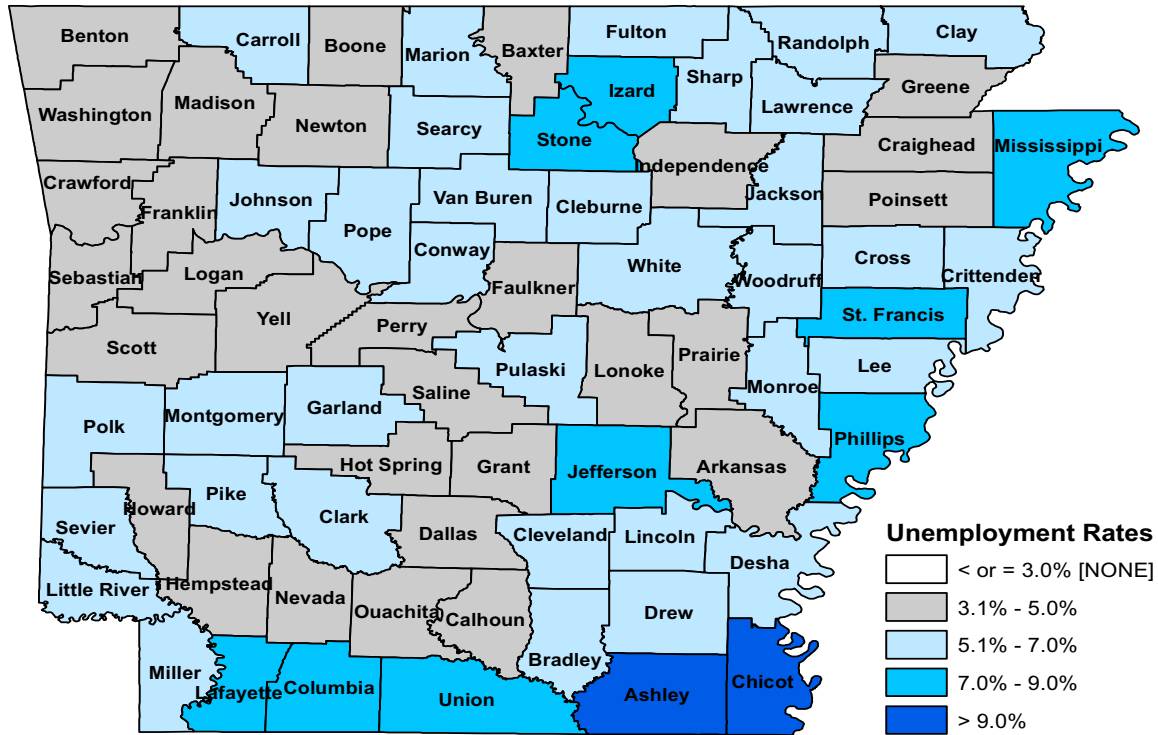 Benton
Carroll
Boone
Marion
Baxter
Fulton
Randolph
Clay
Washington
Madison
Newton
Searcy
Stone
Izard
Sharp
Lawrence
Greene
Craighead
Mississippi
Crawford
Franklin
Johnson
Pope
Van Buren
Cleburne
Independence
Jackson
Poinsett
Sebastian
Logan
Conway
Faulkner
White
Woodruff
Cross
Crittenden
Scott
Yell
Perry
Pulaski
Lonoke
Prairie
St. Francis
Lee
Monroe
Polk
Montgomery
Garland
Saline
Phillips
Hot Spring
Grant
Jefferson
Arkansas
Howard
Pike
Clark
Dallas
Cleveland
Lincoln
Desha
Sevier
Little River
Hempstead
Nevada
Ouachita
Calhoun
Drew
Bradley
Miller
Lafayette
Columbia
Union
Ashley
Chicot
Unemployment Rates
< or = 3.0% [NONE]
3.1% - 5.0%
5.1% - 7.0%
7.0% - 9.0%
> 9.0%